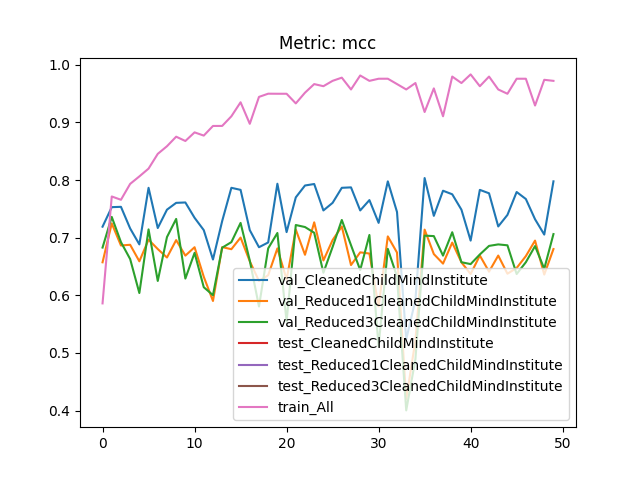 Metric: mcc
1.0
0.9
0.8
0.7
0.6
0.5
0.4
val_CleanedChildMindInstitute
val_Reduced1CleanedChildMindInstitute
val_Reduced3CleanedChildMindInstitute
test_CleanedChildMindInstitute
test_Reduced1CleanedChildMindInstitute
test_Reduced3CleanedChildMindInstitute
train_All
0 10 20 30 40 50